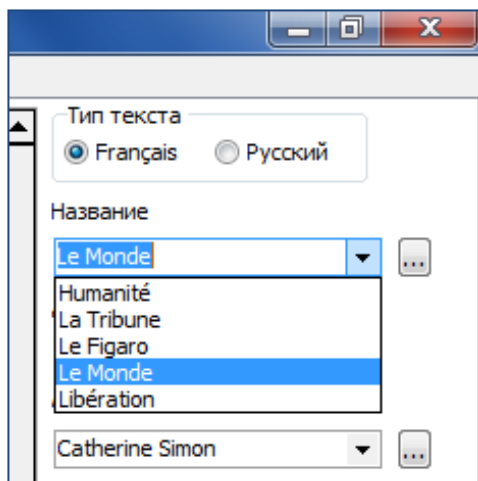 Тип текста
Français Русский
Название
Le Monde
...
Humanité
La Tribune
Le Figaro
Le Monde
Libération
Catherine Simon
...